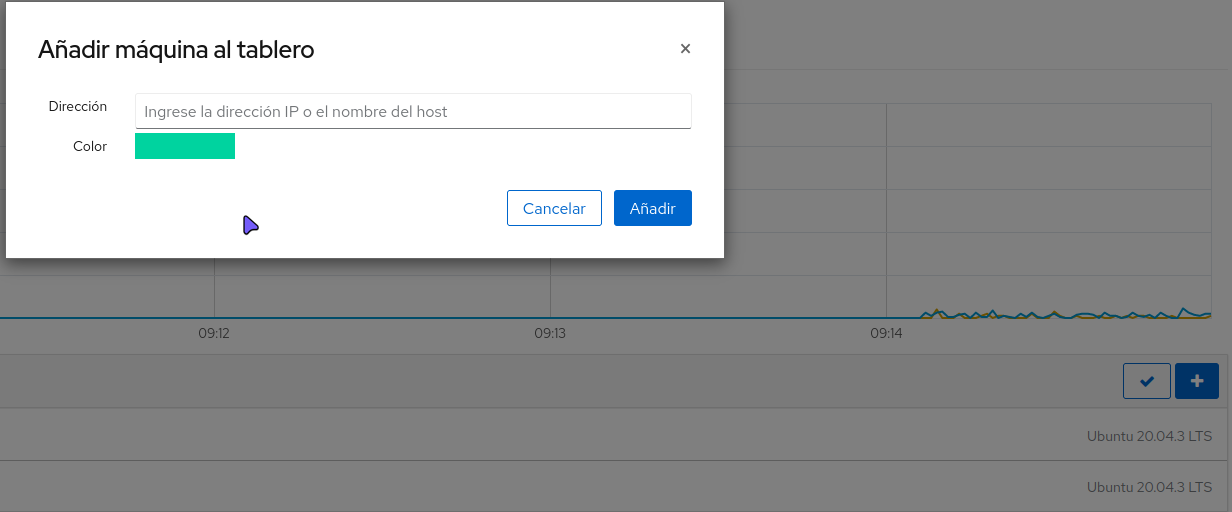 Añadir máquina al tablero
×
Dirección
Ingrese la dirección IP o el nombre del host
Color
Cancelar
Añadir
09:12
09:13
09:14
Ubuntu 20.04.3 LTS
Ubuntu 20.04.3 LTS